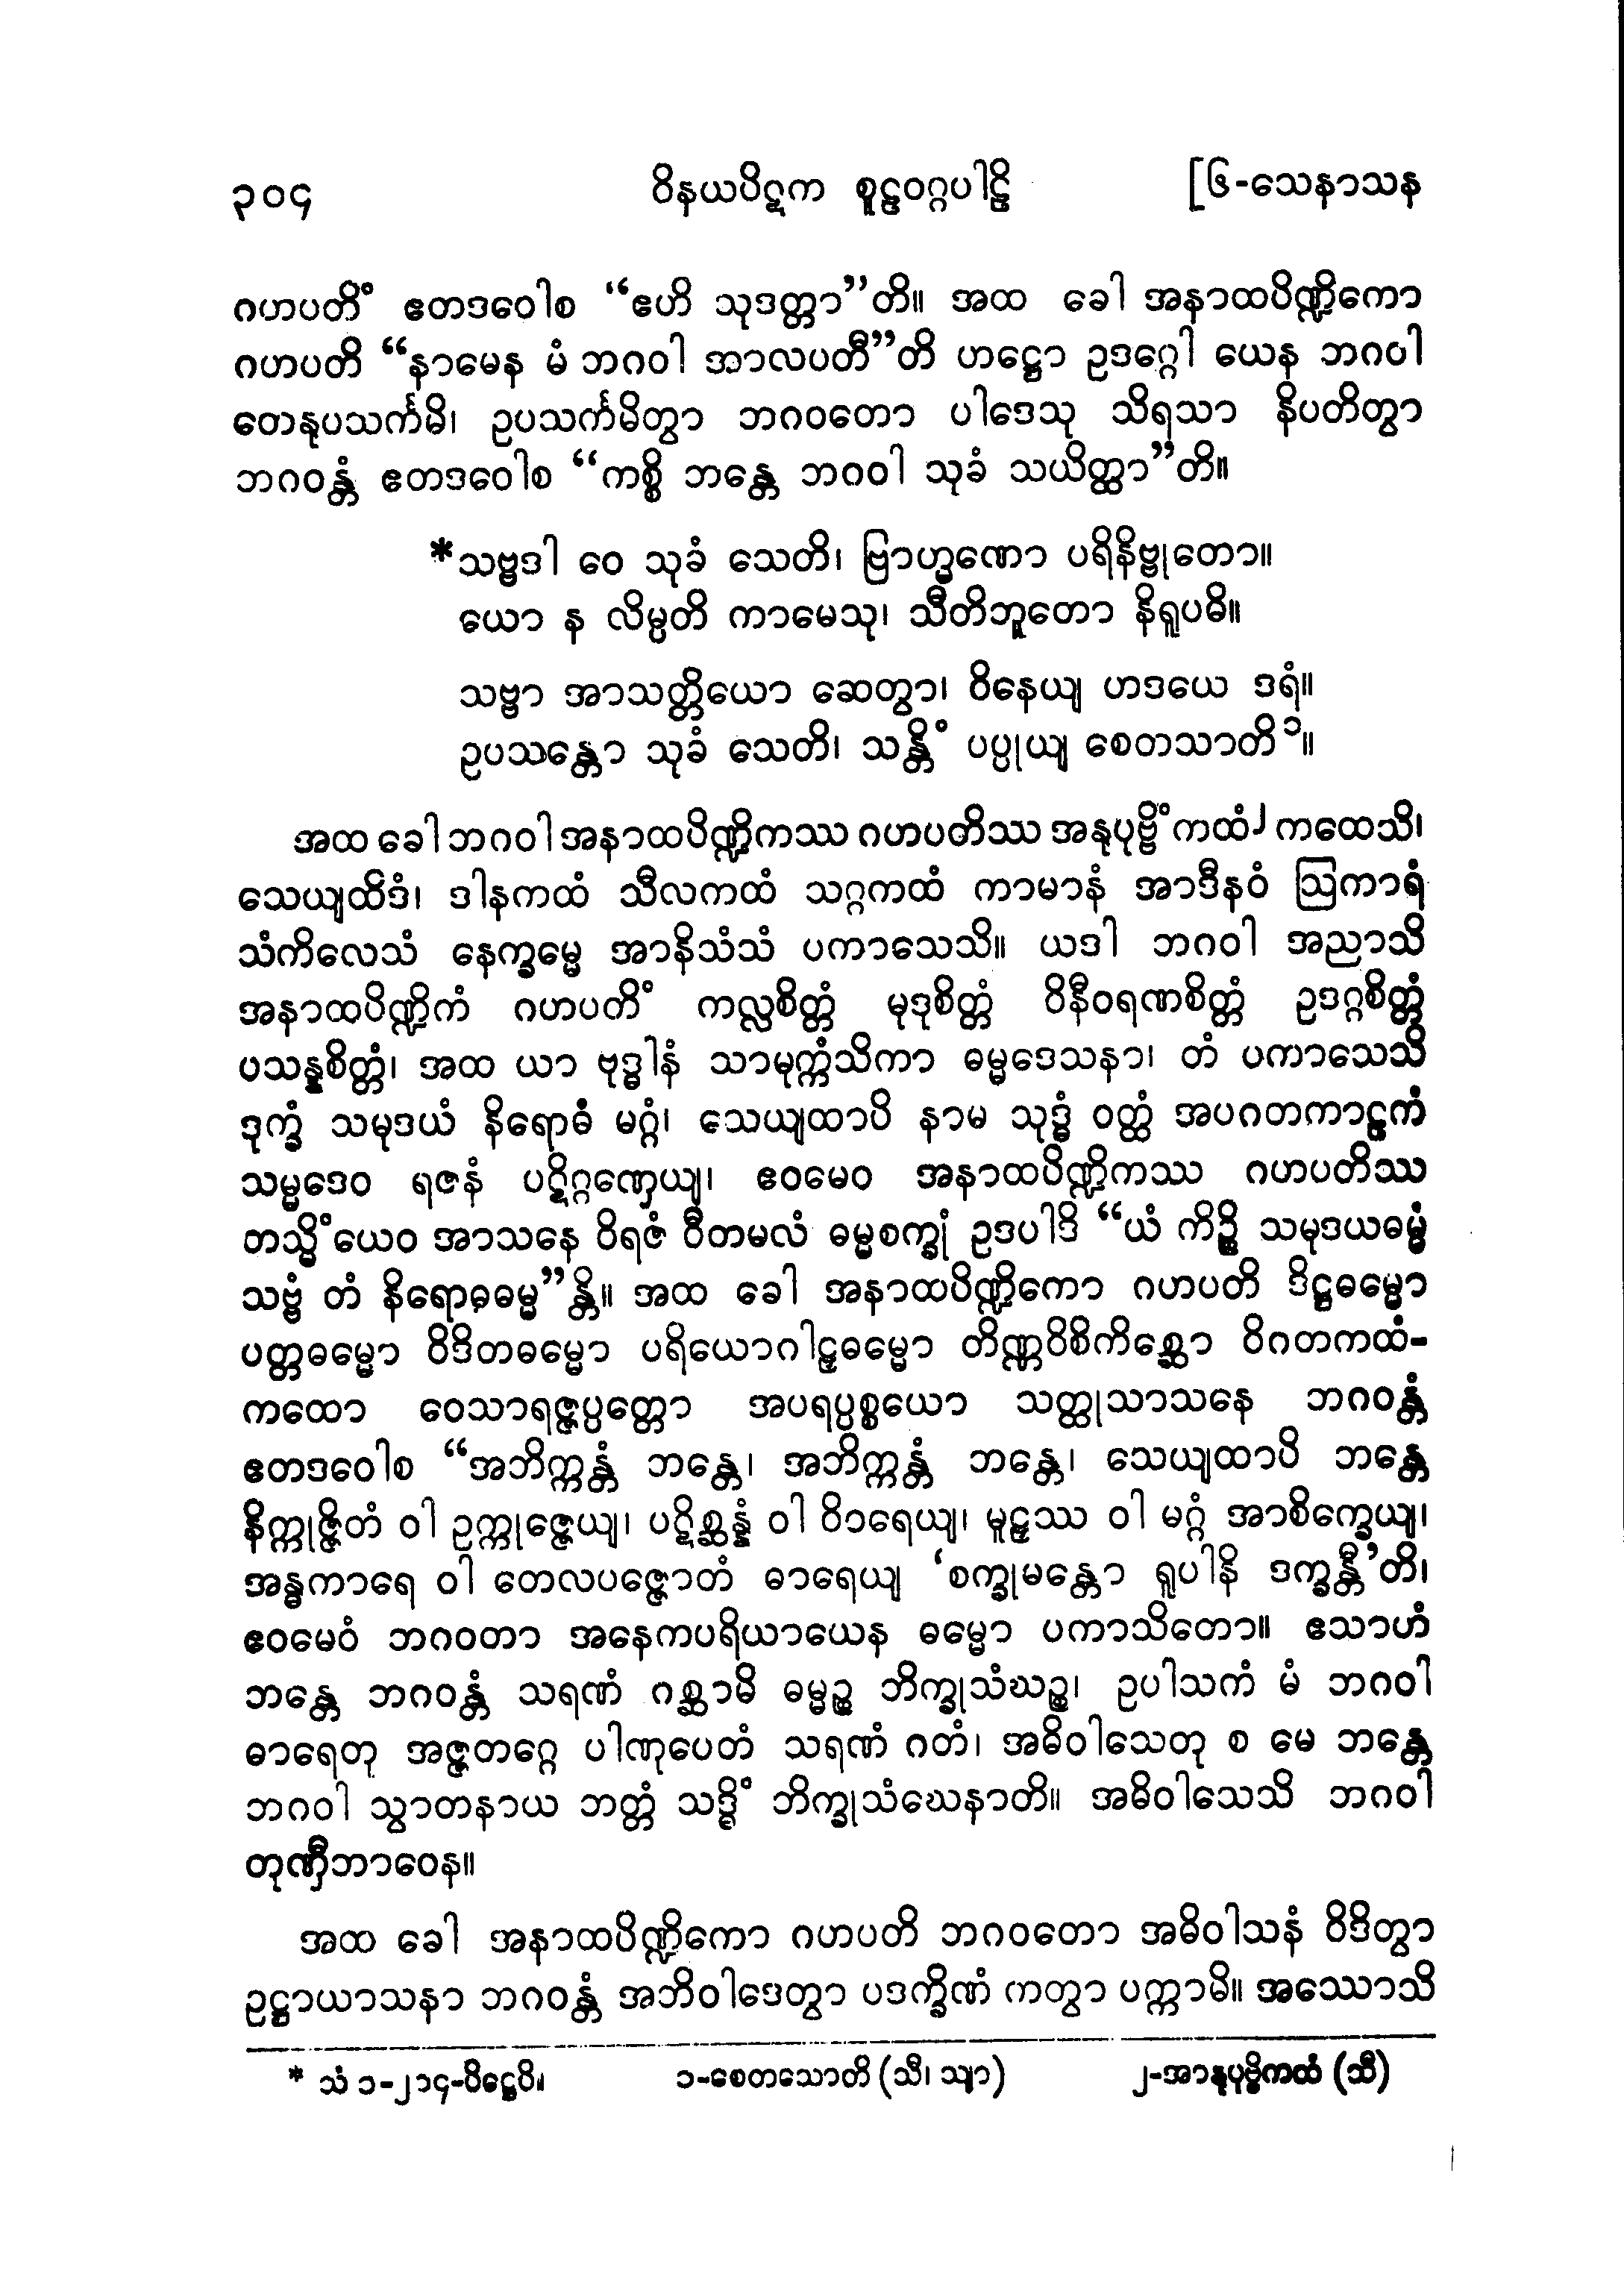 ၃၀၄ ဝိနယပိဋက စူဠဝဂ္ဂပါဠိ [၆-သေနာသန
ဂဟပတိံ ဧတဒဝေါစ “ဧဟိ သုဒတ္တာ”တိ။ အထ ခေါ အနာထပိဏ္ဍိကော
ဂဟပတိ “နာမေန မံ ဘဂဝါ အာလပတီ”တိ ဟဋ္ဌော ဥဒဂ္ဂေါ ယေန ဘဂဝါ
တေနုပသင်္ကမိ၊ ဥပသင်္ကမိတွာ ဘဂဝတော ပါဒေသု သိရသာ နိပတိတွာ
ဘဂဝန္တံ ဧတဒဝေါစ “ကစ္စိ ဘန္တေ ဘဂဝါ သုခံ သယိတ္ထာ”တိ။
*သဗ္ဗဒါ ဝေ သုခံ သေတိ၊ ဗြာဟ္မဏော ပရိနိဗ္ဗုတော။
ယော န လိမ္ပတိ ကာမေသု၊ သီတိဘူတော နိရူပဓိ။
သဗ္ဗာ အာသတ္တိယော ဆေတွာ၊ ဝိနေယျ ဟဒယေ ဒရံ။
ဥပသန္တော သုခံ သေတိ၊ သန္တိံ ပပ္ပုယျ စေတသာတိ၁။
အထ ခေါ ဘဂဝါ အနာထပိဏ္ဍိကဿ ဂဟပတိဿ အနုပုဗ္ဗိံကထံ၂ ကထေသိ၊
သေယျထိဒံ၊ ဒါနကထံ သီလကထံ သဂ္ဂကထံ ကာမာနံ အာဒီနဝံ ဩကာရံ
သံကိလေသံ နေက္ခမ္မေ အာနိသံသံ ပကာသေသိ။ ယဒါ ဘဂဝါ အညာသိ
အနာထပိဏ္ဍိကံ ဂဟပတိံ ကလ္လစိတ္တံ မုဒုစိတ္တံ ဝိနီဝရဏစိတ္တံ ဥဒဂ္ဂစိတ္တံ
ပသန္နစိတ္တံ၊ အထ ယာ ဗုဒ္ဓါနံ သာမုက္ကံသိကာ ဓမ္မဒေသနာ၊ တံ ပကာသေသိ
ဒုက္ခံ သမုဒယံ နိရောဓံ မဂ္ဂံ၊ သေယျထာပိ နာမ သုဒ္ဓံ ဝတ္ထံ အပဂတကာဠကံ
သမ္မဒေဝ ရဇနံ ပဋိဂ္ဂဏှေယျ၊ ဧဝမေဝ အနာထပိဏ္ဍိကဿ ဂဟပတိဿ
တသ္မိံယေဝ အာသနေ ဝိရဇံ ဝီတမလံ ဓမ္မစက္ခုံ ဥဒပါဒိ “ယံ ကိဉ္စိ သမုဒယဓမ္မံ
သဗ္ဗံ တံ နိရောဓဓမ္မ”န္တိ။ အထ ခေါ အနာထပိဏ္ဍိကော ဂဟပတိ ဒိဋ္ဌဓမ္မော
ပတ္တဓမ္မော ဝိဒိတဓမ္မော ပရိယောဂါဠှဓမ္မော တိဏ္ဏဝိစိကိစ္ဆော ဝိဂတကထံ-
ကထော ဝေသာရဇ္ဇပ္ပတ္တော အပရပ္ပစ္စယော သတ္ထုသာသနေ ဘဂဝန္တံ
ဧတဒဝေါစ “အဘိက္ကန္တံ ဘန္တေ၊ အဘိက္ကန္တံ ဘန္တေ၊ သေယျထာပိ ဘန္တေ
နိက္ကုဇ္ဇိတံ ဝါ ဥက္ကုဇ္ဇေယျ၊ ပဋိစ္ဆန္နံ ဝါ ဝိဝရေယျ၊ မူဠှဿ ဝါ မဂ္ဂံ အာစိက္ခေယျ၊
အန္ဓကာရေ ဝါ တေလပဇ္ဇောတံ ဓာရေယျ ‘စက္ခုမန္တော ရူပါနိ ဒက္ခန္တီ’တိ၊
ဧဝမေဝံ ဘဂဝတာ အနေကပရိယာယေန ဓမ္မော ပကာသိတော။ ဧသာဟံ
ဘန္တေ ဘဂဝန္တံ သရဏံ ဂစ္ဆာမိ ဓမ္မဉ္စ ဘိက္ခုသံဃဉ္စ၊ ဥပါသကံ မံ ဘဂဝါ
ဓာရေတု အဇ္ဇတဂ္ဂေ ပါဏုပေတံ သရဏံ ဂတံ၊ အဓိဝါသေတု စ မေ ဘန္တေ
ဘဂဝါ သွာတနာယ ဘတ္တံ သဒ္ဓိံ ဘိက္ခုသံဃေနာတိ။ အဓိဝါသေသိ ဘဂဝါ
တုဏှီဘာဝေန။
အထ ခေါ အနာထပိဏ္ဍိကော ဂဟပတိ ဘဂဝတော အဓိဝါသနံ ဝိဒိတွာ
ဥဋ္ဌာယာသနာ ဘဂဝန္တံ အဘိဝါဒေတွာ ပဒက္ခိဏံ ကတွာ ပက္ကာမိ။ အဿောသိ
* သံ ၁-၂၁၄-ပိဋ္ဌေပိ။ ၁-စေတသောတိ (သီ၊ သျာ) ၂-အာနုပုဗ္ဗိကထံ (သီ)